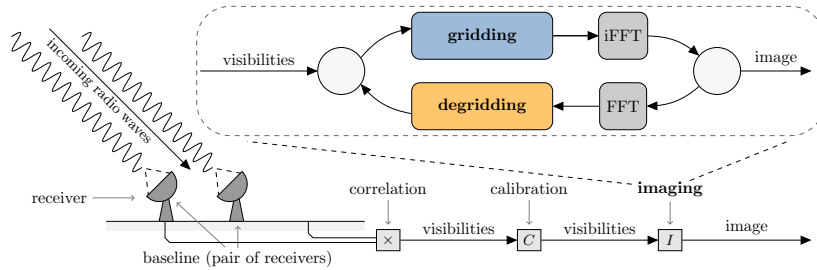 gridding
iFFT
visibilities
image
degridding
FFT
incoming radio waves
receiver
correlation
calibration
imaging
visibilities
visibilities
image
×
C
I
baseline (pair of receivers)